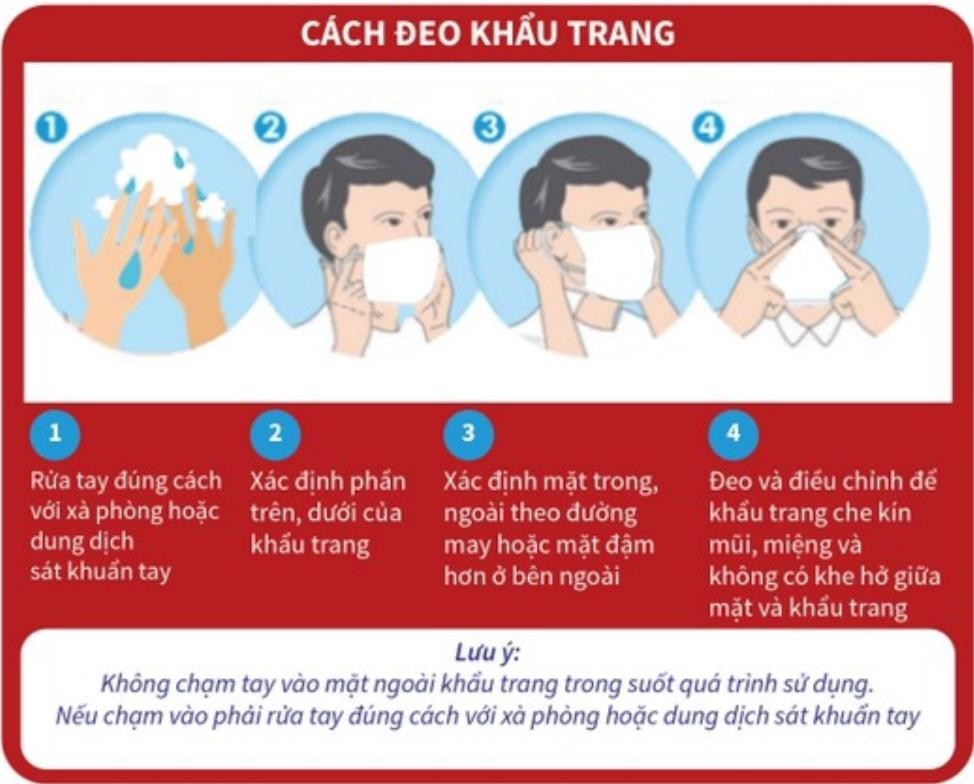 CÁCH ĐEO KHẨU TRANG
1
2
3
4
1
Rửa tay đúng cách
với xà phòng hoặc
dung dịch
sát khuẩn tay
2
Xác định phần
trên, dưới của
khẩu trang
3
Xác định mặt trong,
ngoài theo đường
may hoặc mặt đậm
hơn ở bên ngoài
4
Đeo và điều chỉnh để
khẩu trang che kín
mũi, miệng và
không có khe hở giữa
mặt và khẩu trang
Lưu ý:
Không chạm tay vào mặt ngoài khẩu trang trong suốt quá trình sử dụng.
Nếu chạm vào phải rửa tay đúng cách với xà phòng hoặc dung dịch sát khuẩn tay